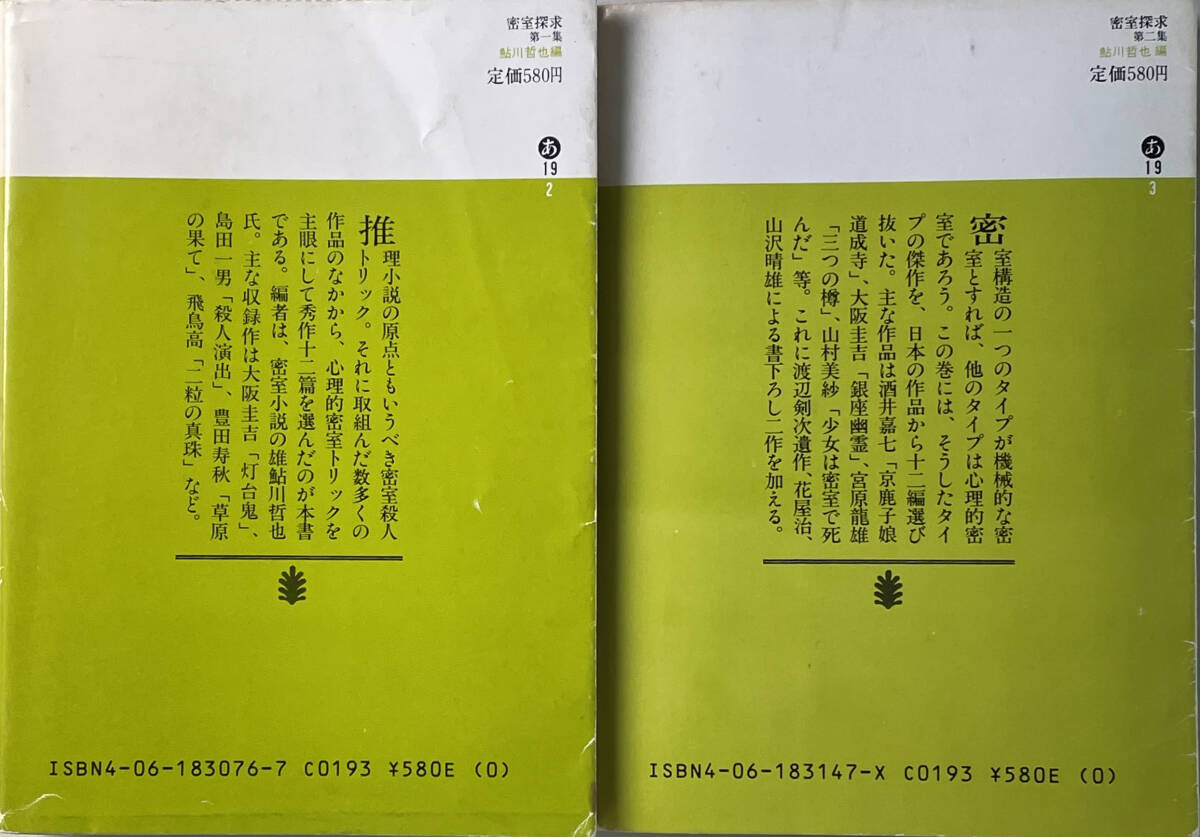 密室探求
第一集
鮎川哲也編
定価580円
あ
19
2
推理小説の原点ともいうべき密室殺人
トリック。それに取組んだ数多くの
作品のなかから、心理的密室トリックを
主眼にして秀作十二篇を選んだのが本書
である。編者は、密室小説の雄鮎川哲也
氏。主な収録作は大阪圭吉「灯台鬼」、
島田一男「殺人演出」、豊田寿秋「草原
の果て」、飛鳥高「二粒の真珠」など。
ISBN4-06-183076-7 C0193 ¥580E (0)
密室探求
第二集
鮎川哲也編
定価580円
あ
19
3
密室構造の一つのタイプが機械的な密
室とすれば、他のタイプは心理的密
室であろう。この巻には、そうしたタイ
プの傑作を、日本の作品から十二編選び
抜いた。主な作品は酒井嘉七「京鹿子娘
道成寺」、大阪圭吉「銀座幽霊」、宮原龍雄
「三つの樽」、山村美紗「少女は密室で死
んだ」等。これに渡辺剣次遺作、花屋治、
山沢晴雄による書下ろし二作を加える。
ISBN4-06-183147-X C0193 ¥580E (0)